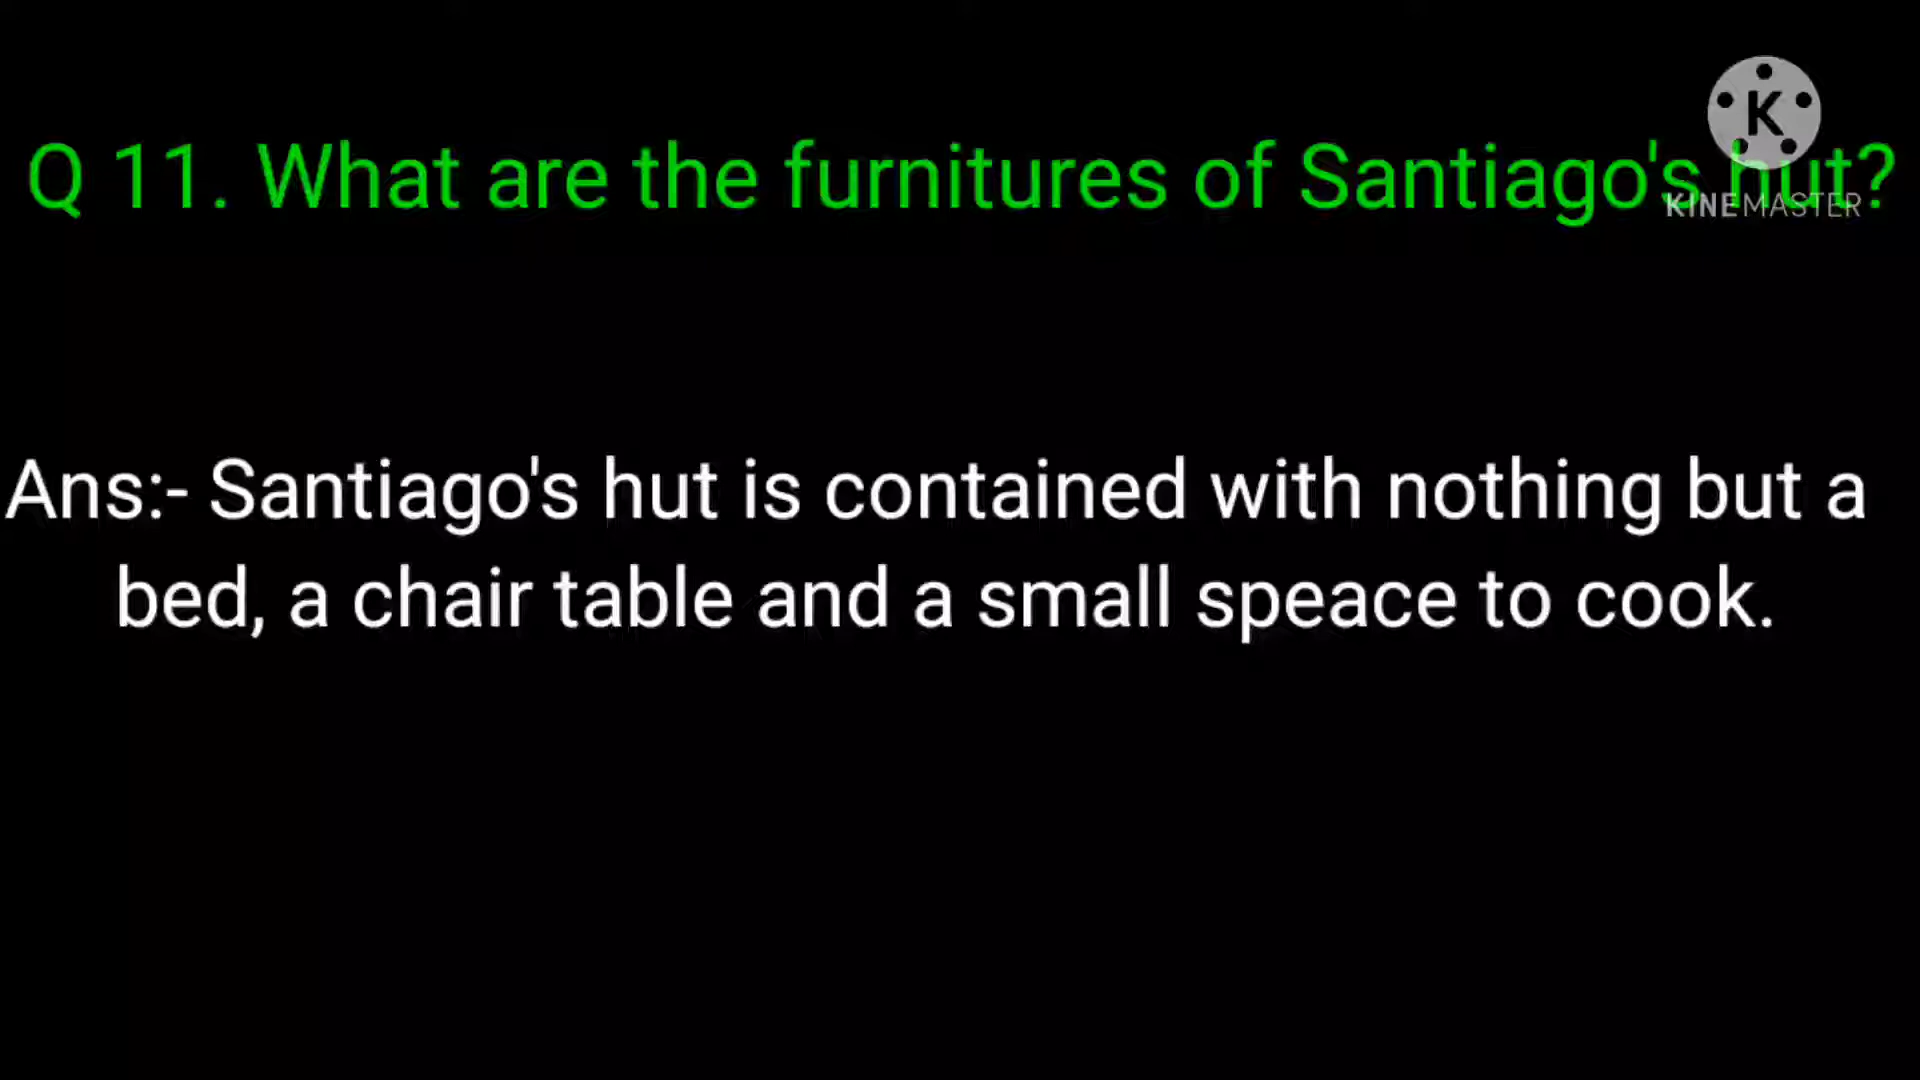 K
Q 11. What are the furnitures of Santiago's hut?
KINEMASTER
Ans:- Santiago's hut is contained with nothing but a
bed, a chair table and a small speace to cook.